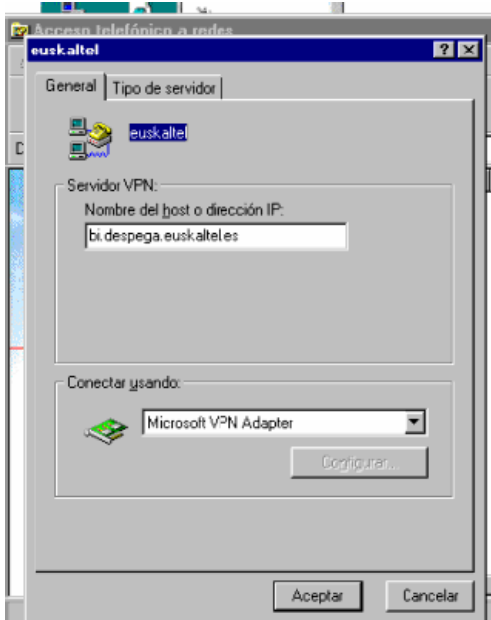 Acceso telefónico a redes
euskaltel
General
Tipo de servidor
euskaltel
Servidor VPN:
Nombre del host o dirección IP:
bi.despega.euskaltel.es
Conectar usando:
Microsoft VPN Adapter
Configurar...
Aceptar
Cancelar